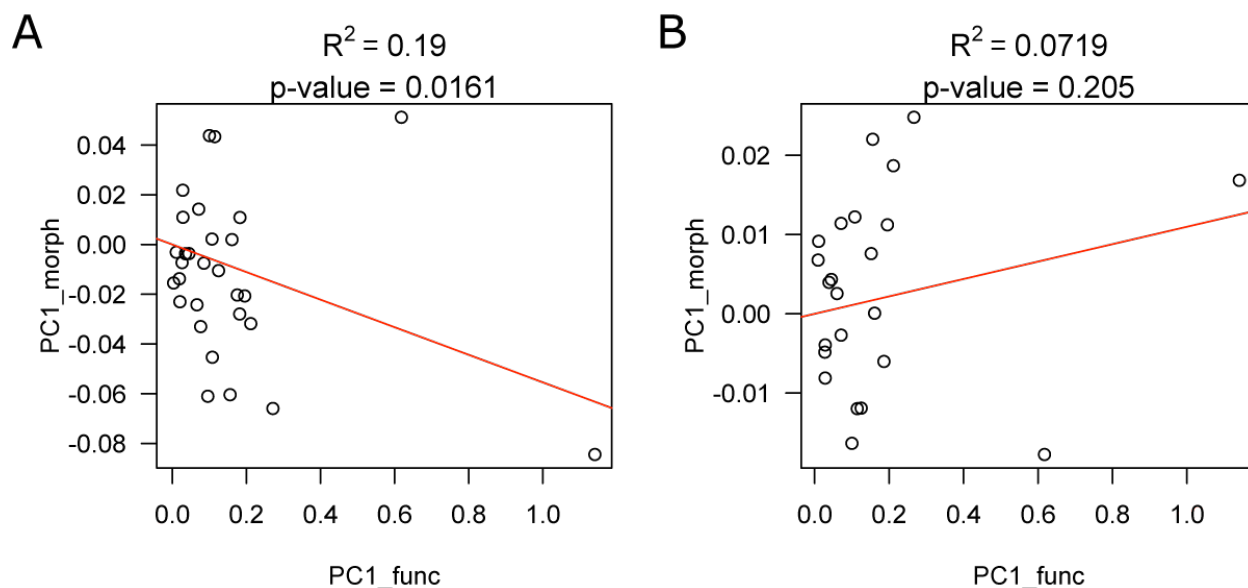 A
R² = 0.19
p-value = 0.0161
PC1_morph
0.04
0.02
0.00
-0.02
-0.04
-0.06
-0.08
0.0 0.2 0.4 0.6 0.8 1.0
PC1_func
B
R² = 0.0719
p-value = 0.205
PC1_morph
0.02
0.01
0.00
-0.01
0.0 0.2 0.4 0.6 0.8 1.0
PC1_func